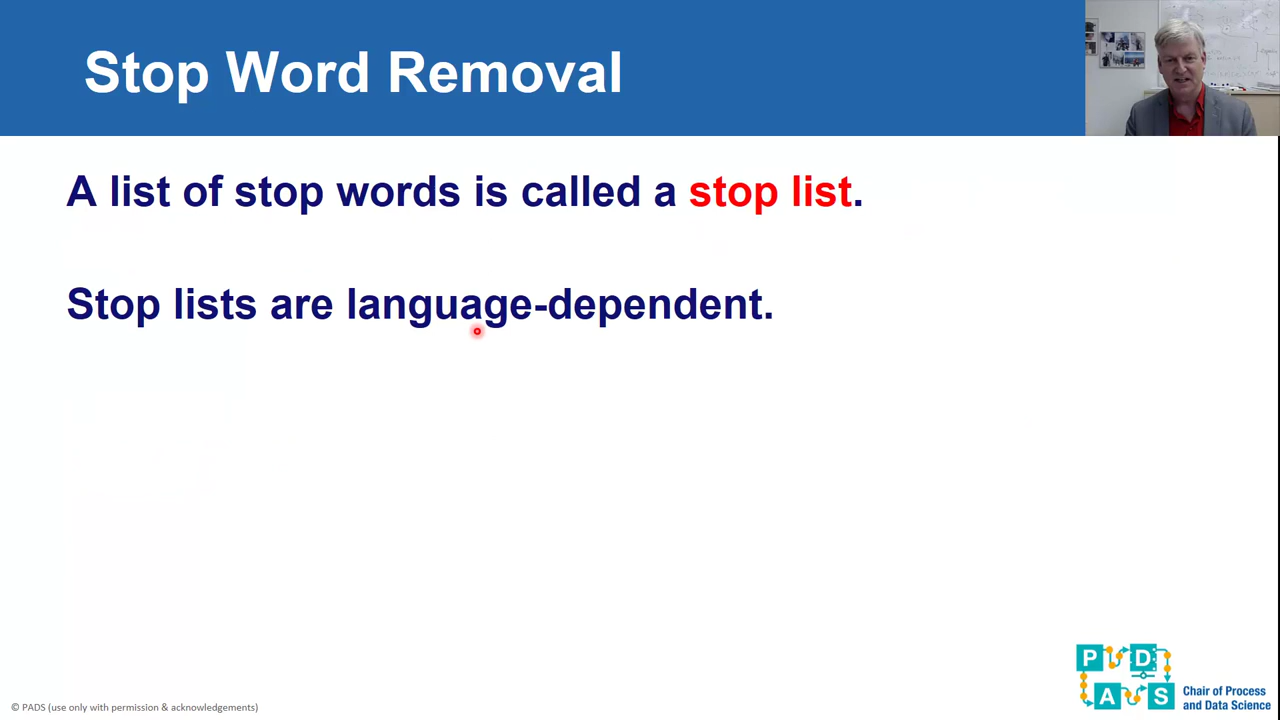 Stop Word Removal
A list of stop words is called a stop list.
Stop lists are language-dependent.
© PADS (use only with permission & acknowledgements)
P D
A S
Chair of Process
and Data Science